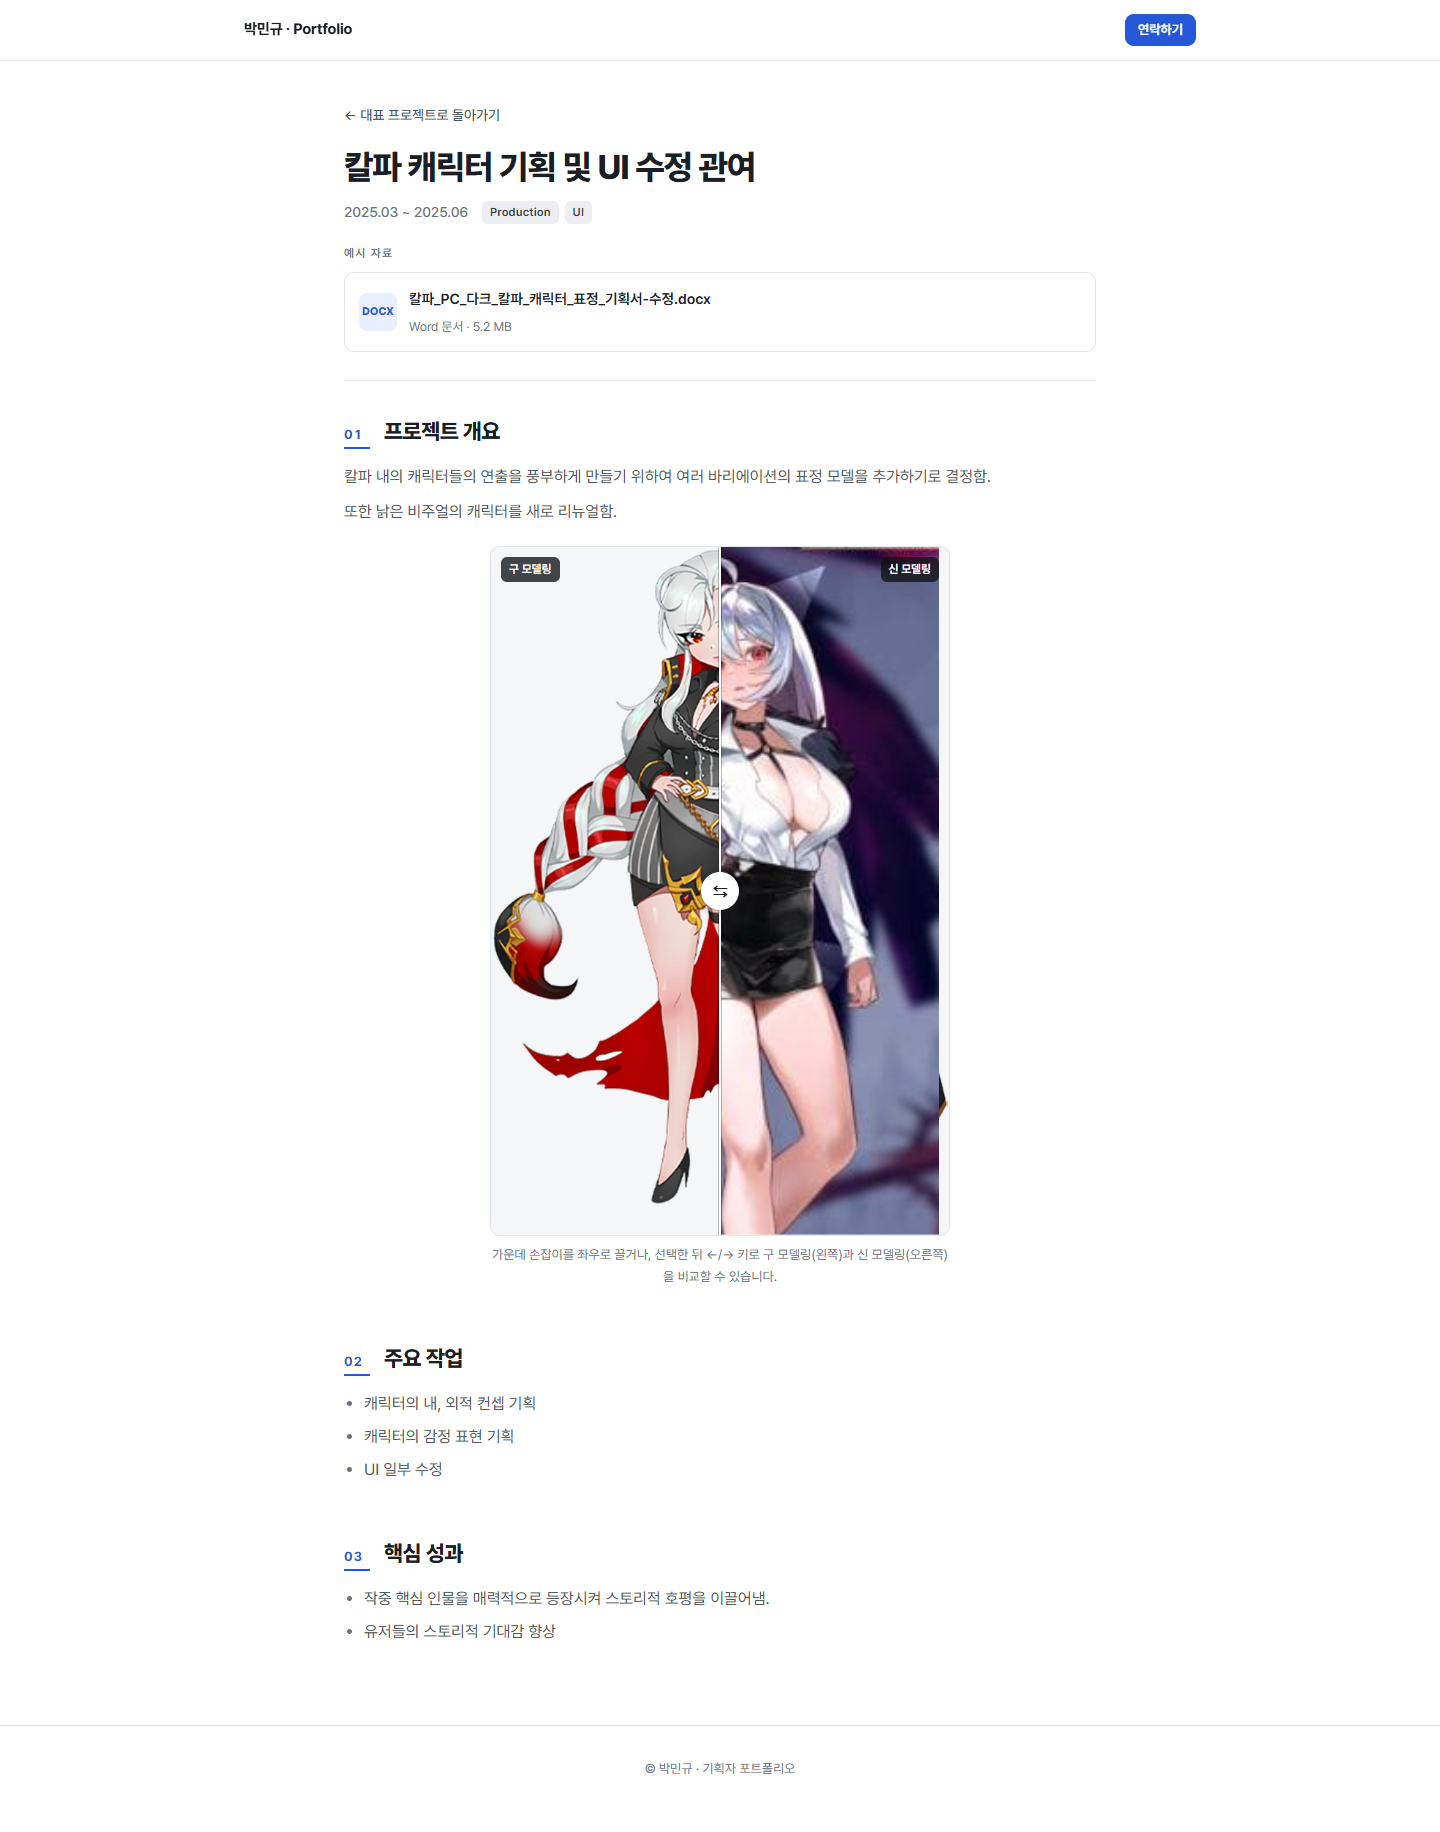 박민규 · Portfolio
연락하기
← 대표 프로젝트로 돌아가기
칼파 캐릭터 기획 및 UI 수정 관여
2025.03 ~ 2025.06 Production UI
예시 자료
DOCX
칼파_PC_다크_칼파_캐릭터_표정_기획서-수정.docx
Word 문서 · 5.2 MB
01 프로젝트 개요
칼파 내의 캐릭터들의 연출을 풍부하게 만들기 위하여 여러 바리에이션의 표정 모델을 추가하기로 결정함.
또한 낡은 비주얼의 캐릭터를 새로 리뉴얼함.
구 모델링
신 모델링
가운데 손잡이를 좌우로 끌거나, 선택한 뒤 ←/→ 키로 구 모델링(왼쪽)과 신 모델링(오른쪽)
을 비교할 수 있습니다.
02 주요 작업
• 캐릭터의 내, 외적 컨셉 기획
• 캐릭터의 감정 표현 기획
• UI 일부 수정
03 핵심 성과
• 작중 핵심 인물을 매력적으로 등장시켜 스토리적 호평을 이끌어냄.
• 유저들의 스토리적 기대감 향상
© 박민규 · 기획자 포트폴리오